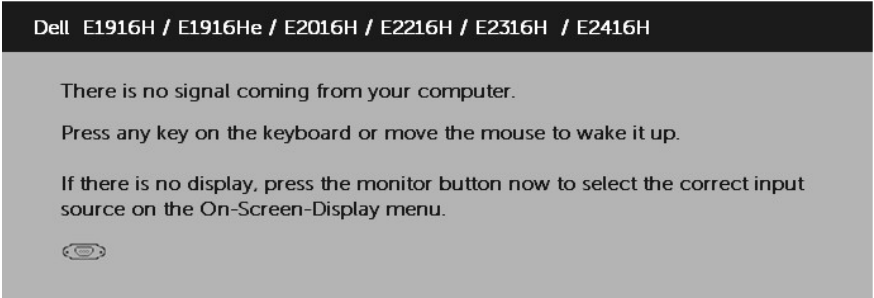 Dell E1916H / E1916He / E2016H / E2216H / E2316H / E2416H
There is no signal coming from your computer.
Press any key on the keyboard or move the mouse to wake it up.
If there is no display, press the monitor button now to select the correct input
source on the On-Screen-Display menu.